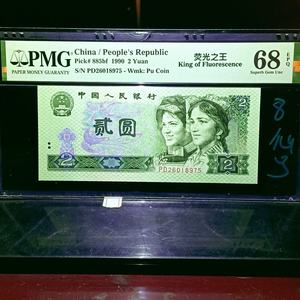 PMG
PAPER MONEY GUARANTY
China / People's Republic
Pick# 885bf 1990 2 Yuan
S/N PD26018975 - Wmk: Pu Coin
荧光之王
King of Fluorescence
68 EPQ
Superb Gem Unc
中国人民银行
贰圆
2
2
PD26018975